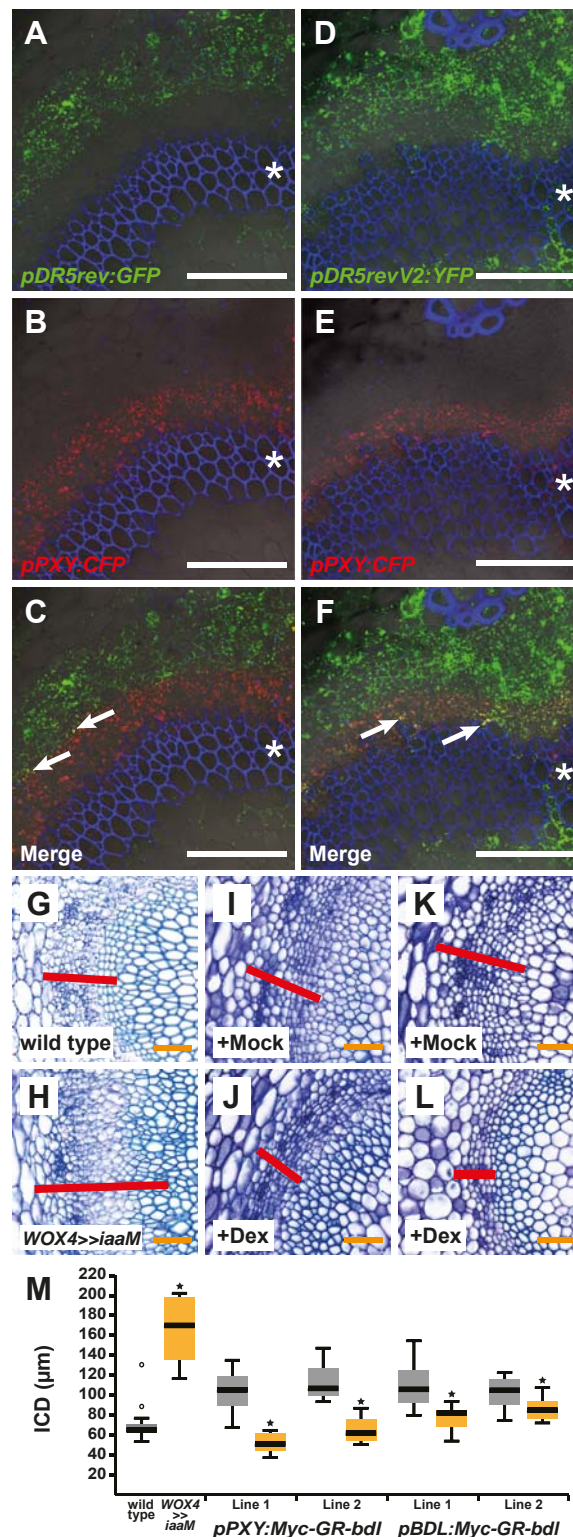 A
D
*
*
pDR5rev:GFP
pDR5revV2:YFP
B
E
*
*
pPXY:CFP
pPXY:CFP
C
F
*
*
Merge
Merge
G
I
K
wild type
+Mock
+Mock
H
J
L
WOX4>>iaaM
+Dex
+Dex
M
ICD (µm)
220
200
180
160
140
120
100
80
60
40
20
wild type
WOX4 >> iaaM
Line 1
Line 2
Line 1
Line 2
pPXY:Myc-GR-bdl
pBDL:Myc-GR-bdl